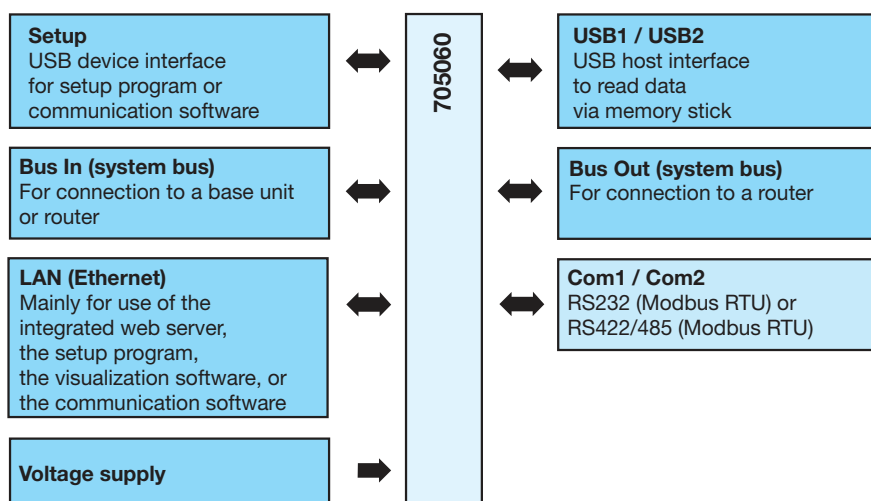 Setup
USB device interface
for setup program or
communication software
Bus In (system bus)
For connection to a base unit
or router
LAN (Ethernet)
Mainly for use of the
integrated web server,
the setup program,
the visualization software, or
the communication software
Voltage supply
705060
USB1 / USB2
USB host interface
to read data
via memory stick
Bus Out (system bus)
For connection to a router
Com1 / Com2
RS232 (Modbus RTU) or
RS422/485 (Modbus RTU)